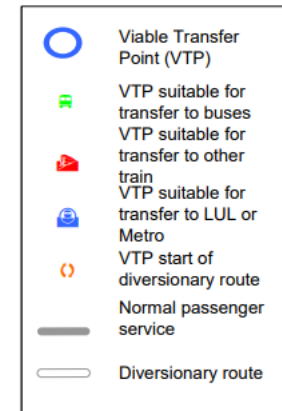 Viable Transfer
Point (VTP)
VTP suitable for
transfer to buses
VTP suitable for
transfer to other
train
VTP suitable for
transfer to LUL or
Metro
VTP start of
diversionary route
Normal passenger
service
Diversionary route